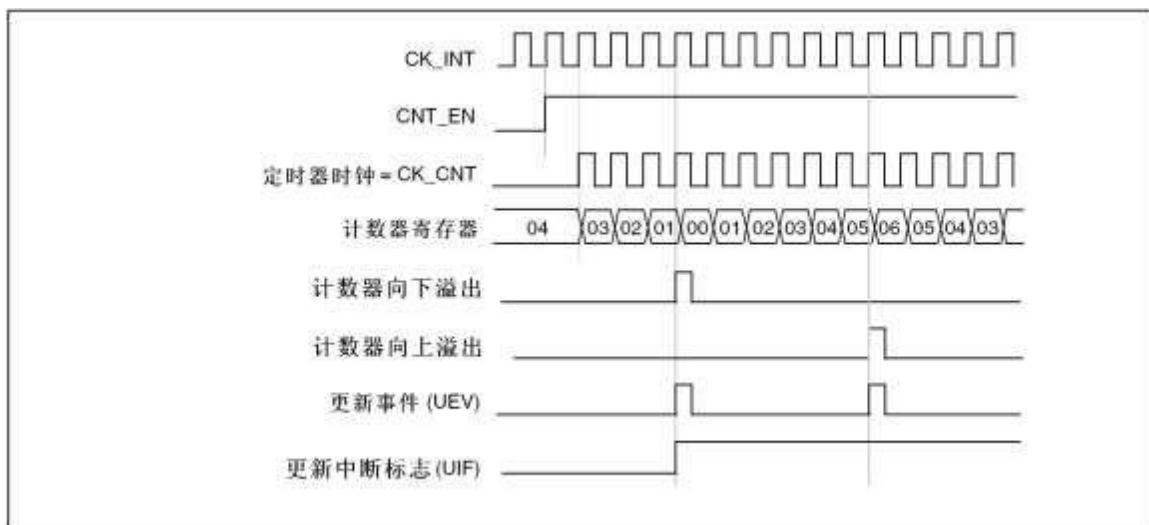 CK_INT
CNT_EN
定时器时钟 = CK_CNT
计数器寄存器 04 03 02 01 00 01 02 03 04 05 06 05 04 03
计数器向下溢出
计数器向上溢出
更新事件 (UEV)
更新中断标志 (UIF)